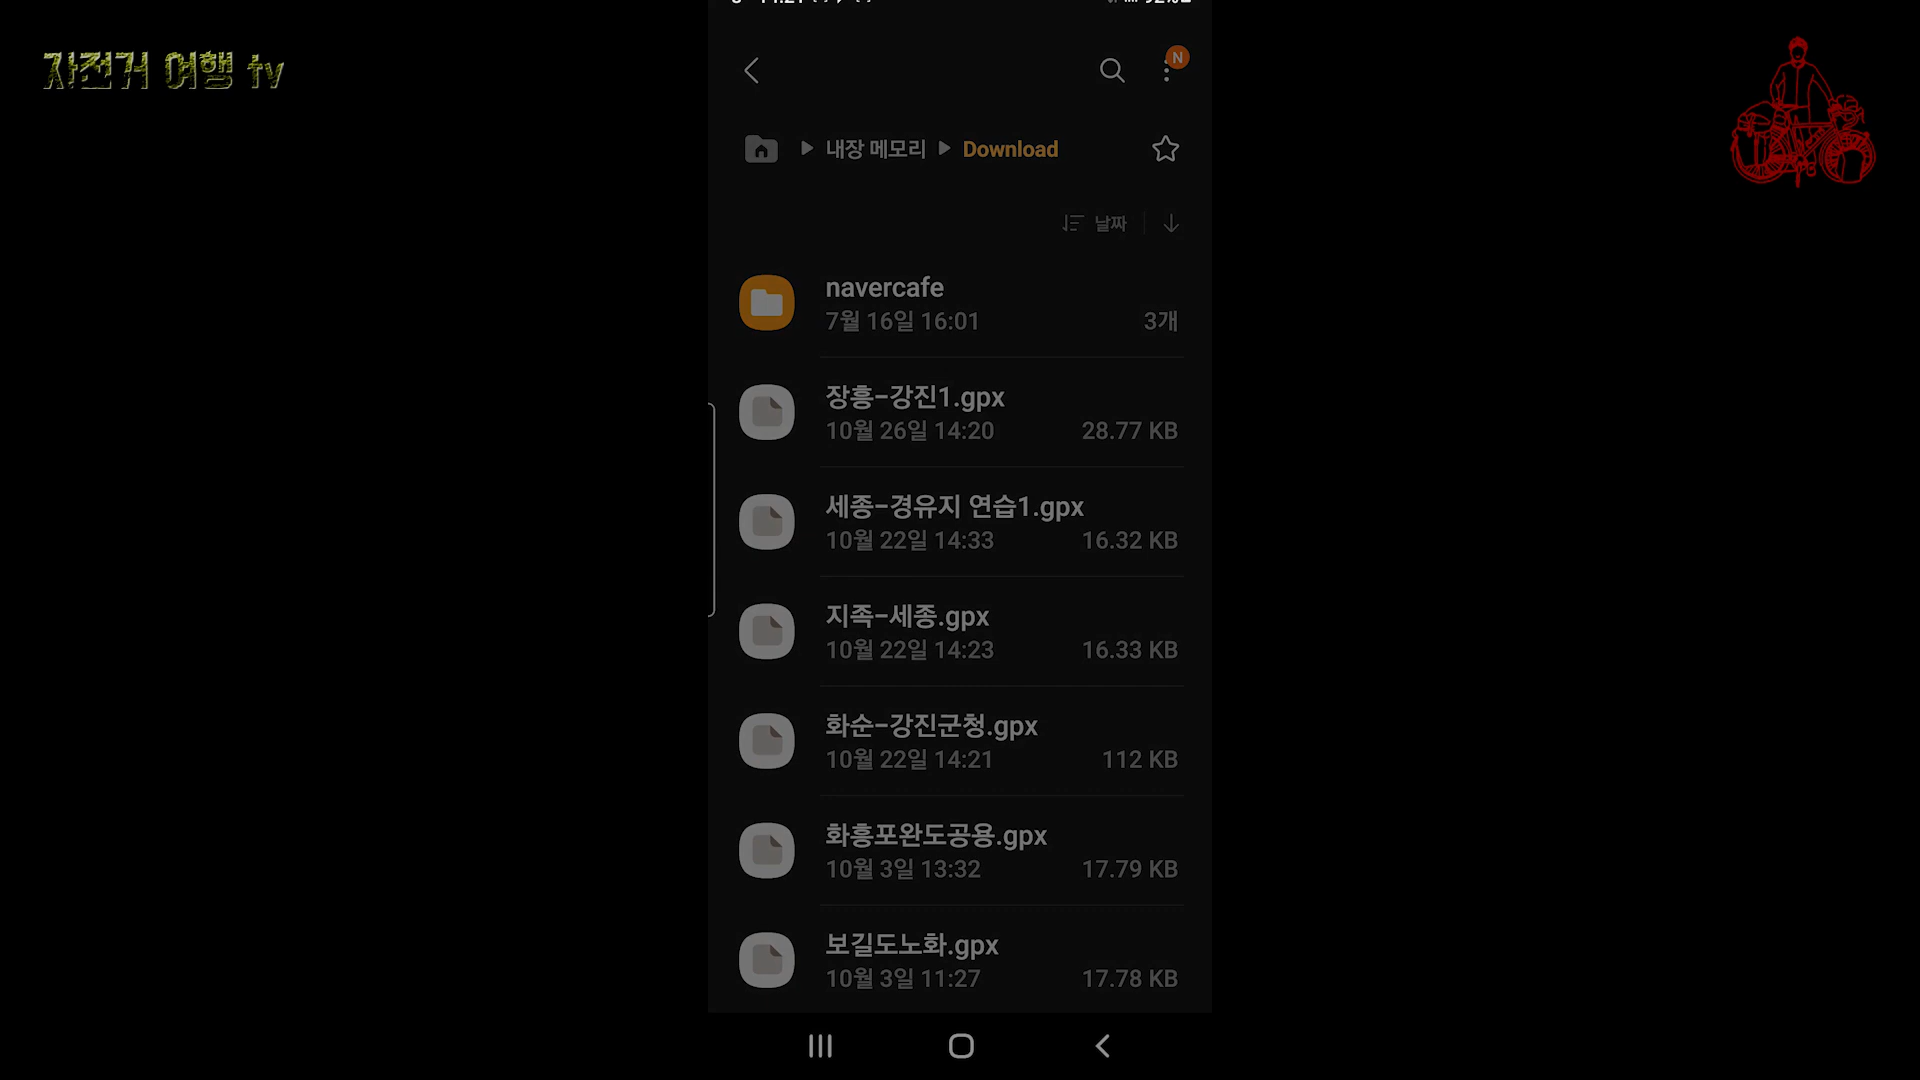 자전거 여행 tv
N
내장 메모리 Download
날짜
navercafe
7월 16일 16:01 3개
장흥-강진1.gpx
10월 26일 14:20 28.77 KB
세종-경유지 연습1.gpx
10월 22일 14:33 16.32 KB
지족-세종.gpx
10월 22일 14:23 16.33 KB
화순-강진군청.gpx
10월 22일 14:21 112 KB
화흥포완도공용.gpx
10월 3일 13:32 17.79 KB
보길도노화.gpx
10월 3일 11:27 17.78 KB